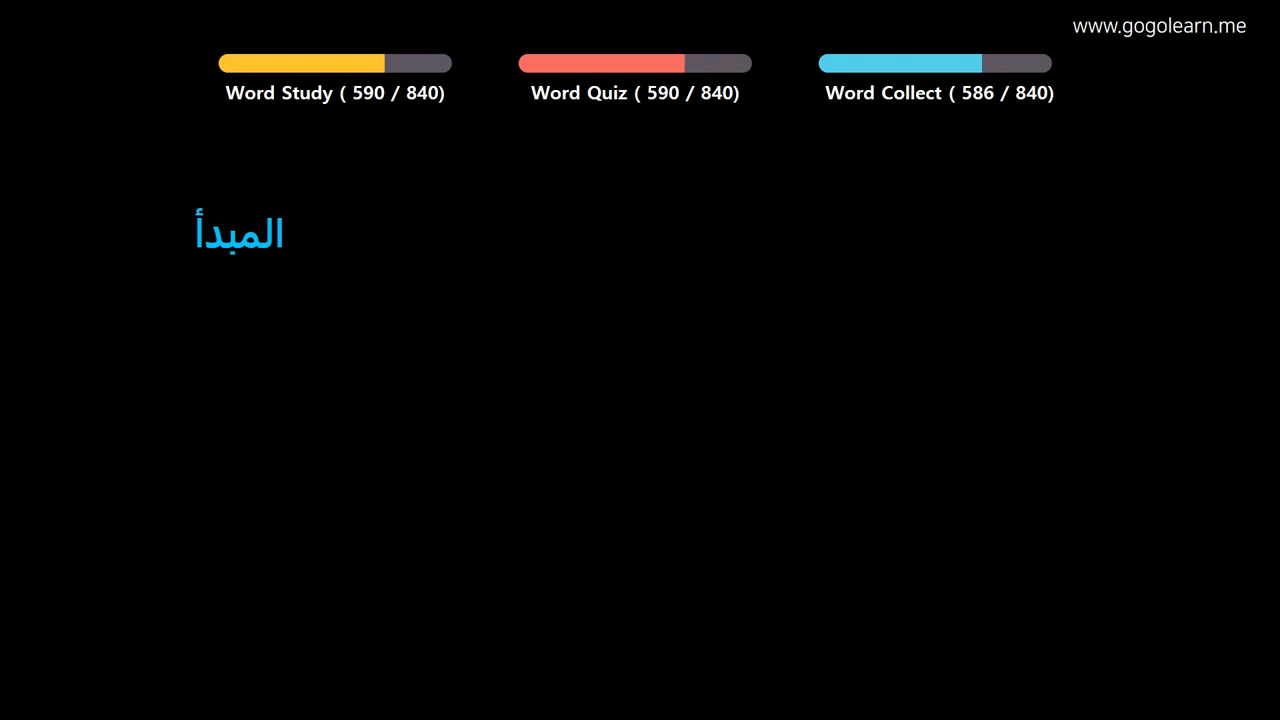 www.gogolearn.me
Word Study ( 590 / 840)
Word Quiz ( 590 / 840)
Word Collect ( 586 / 840)
المبدأ